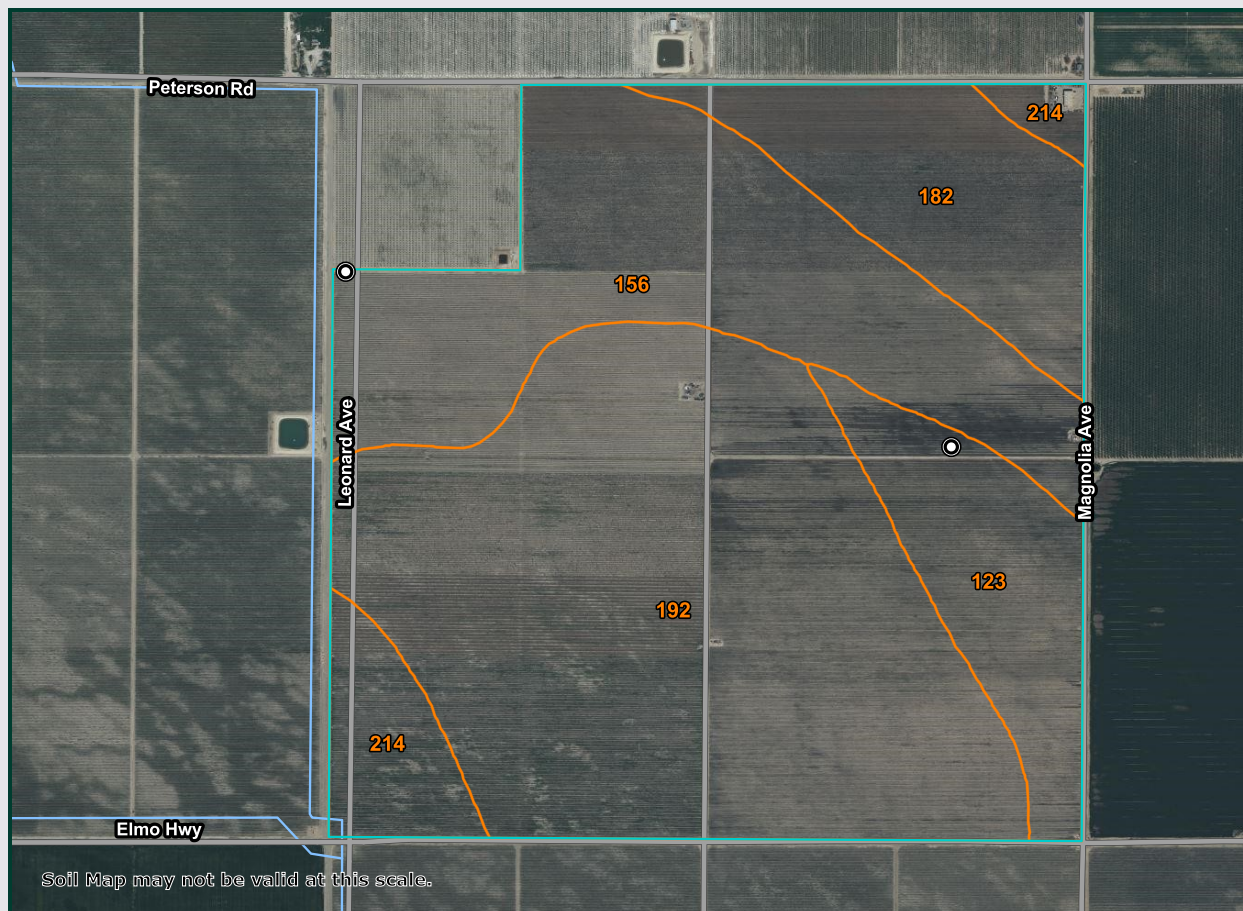 Peterson Rd
214
182
156
Leonard Ave
Magnolia Ave
123
192
214
Elmo Hwy
Soil Map may not be valid at this scale.